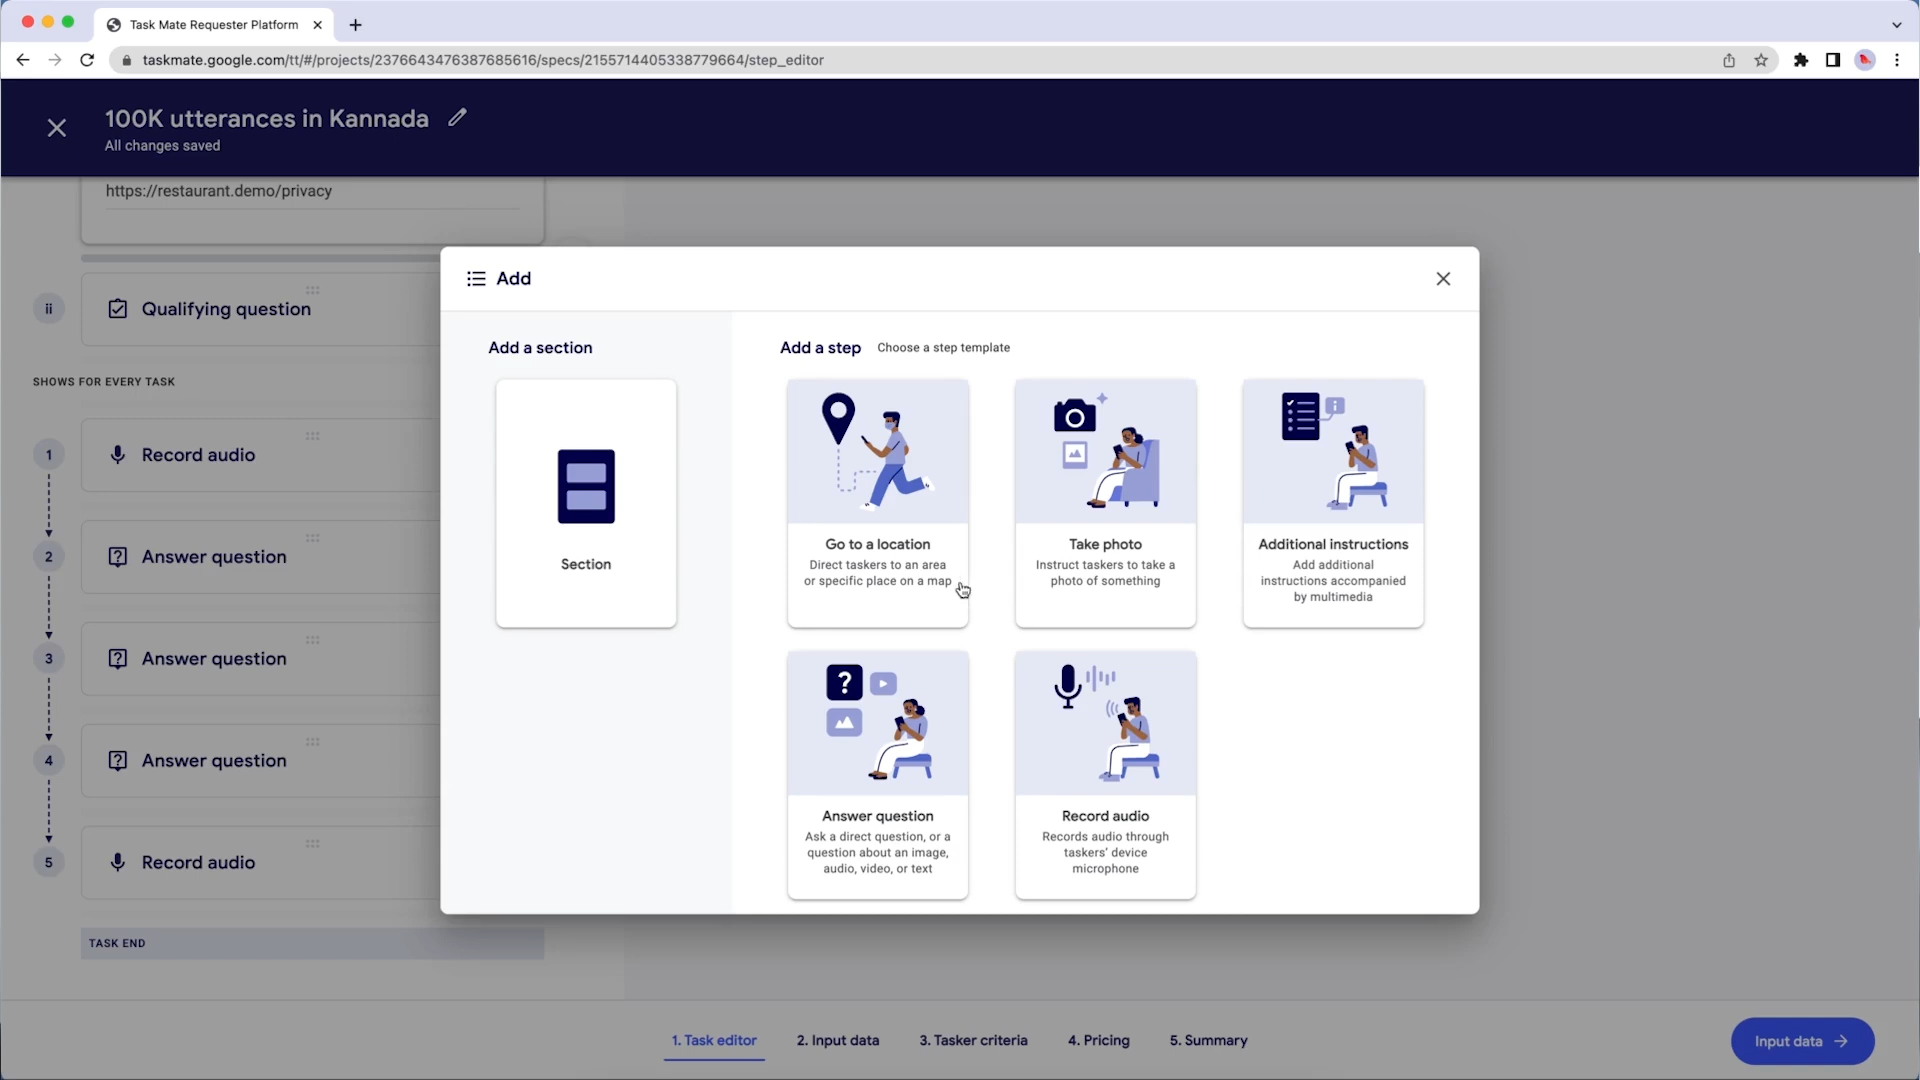 Task Mate Requester Platform
taskmate.google.com/tt/#/projects/2376643476387685616/specs/2155714405338779664/step_editor
100K utterances in Kannada
All changes saved
https://restaurant.demo/privacy
ii
Qualifying question
SHOWS FOR EVERY TASK
1
Record audio
2
Answer question
3
Answer question
4
Answer question
5
Record audio
TASK END
Add
Add a section
Section
Add a step
Choose a step template
Go to a location
Direct taskers to an area
or specific place on a map
Take photo
Instruct taskers to take a
photo of something
Additional instructions
Add additional
instructions accompanied
by multimedia
Answer question
Ask a direct question, or a
question about an image,
audio, video, or text
Record audio
Records audio through
taskers' device
microphone
1. Task editor
2. Input data
3. Tasker criteria
4. Pricing
5. Summary
Input data